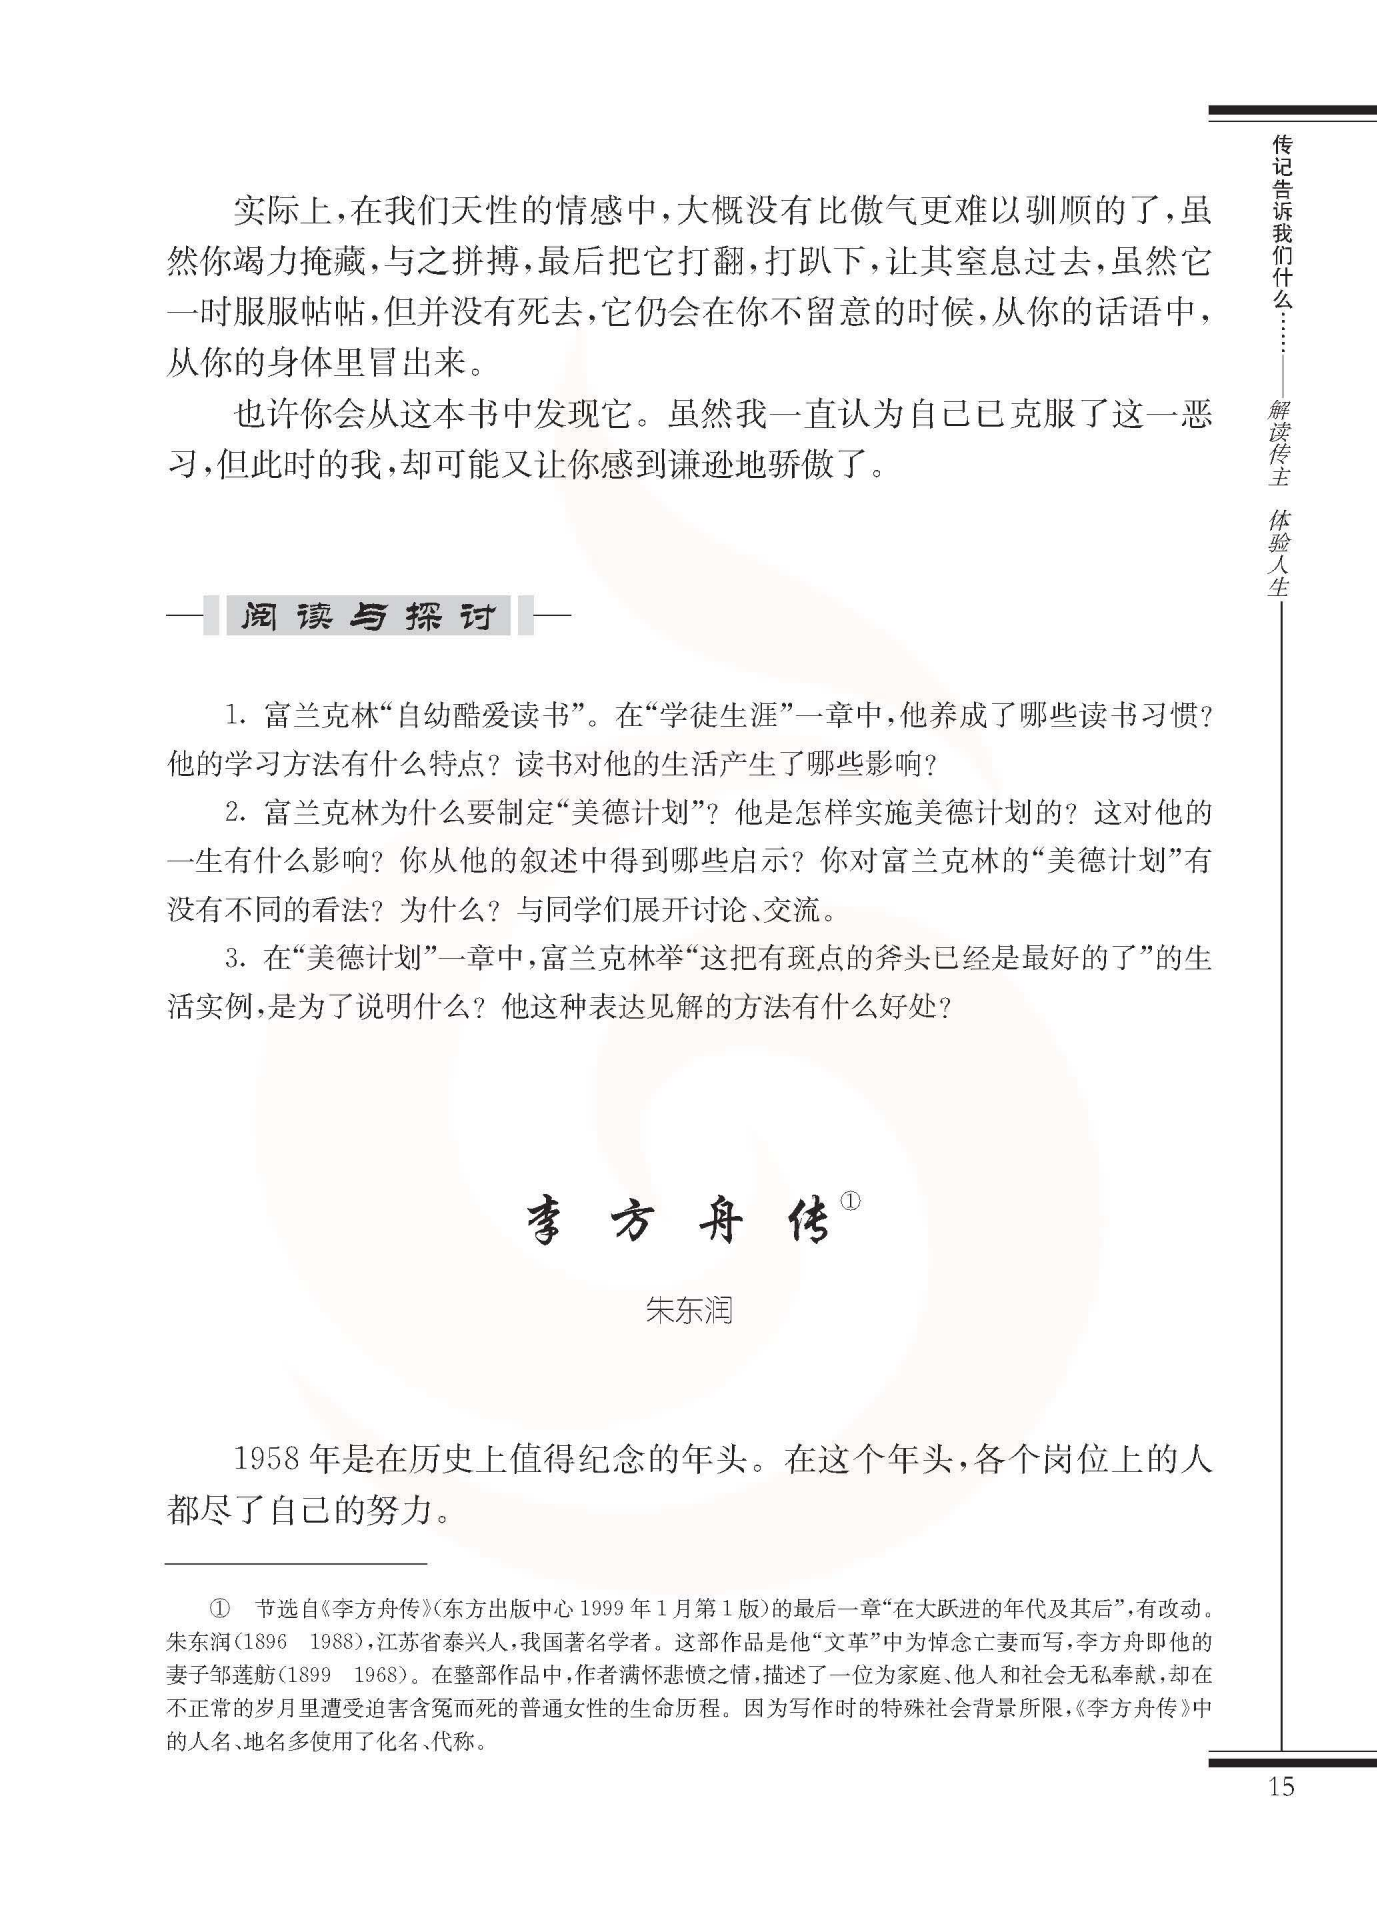 实际上，在我们天性的情感中，大概没有比傲气更难以驯顺的了，虽
然你竭力掩藏，与之拼搏，最后把它打翻，打趴下，让其窒息过去，虽然它
一时服服帖帖，但并没有死去，它仍会在你不留意的时候，从你的话语中，
从你的身体里冒出来。
也许你会从这本书中发现它。虽然我一直认为自己已克服了这一恶
习，但此时的我，却可能又让你感到谦逊地骄傲了。
阅读与探讨
1. 富兰克林“自幼酷爱读书”。在“学徒生涯”一章中，他养成了哪些读书习惯？
他的学习方法有什么特点？读书对他的生活产生了哪些影响？
2. 富兰克林为什么要制定“美德计划”？他是怎样实施美德计划的？这对他的
一生有什么影响？你从他的叙述中得到哪些启示？你对富兰克林的“美德计划”有
没有不同的看法？为什么？与同学们展开讨论、交流。
3. 在“美德计划”一章中，富兰克林举“这把有斑点的斧头已经是最好的了”的生
活实例，是为了说明什么？他这种表达见解的方法有什么好处？
李方舟传①
朱东润
1958 年是在历史上值得纪念的年头。在这个年头，各个岗位上的人
都尽了自己的努力。
① 节选自《李方舟传》（东方出版中心 1999 年 1 月第 1 版）的最后一章“在大跃进的年代及其后”，有改动。
朱东润（1896 1988），江苏省泰兴人，我国著名学者。这部作品是他“文革”中为悼念亡妻而写，李方舟即他的
妻子邹莲舫（1899 1968）。在整部作品中，作者满怀悲愤之情，描述了一位为家庭、他人和社会无私奉献，却在
不正常的岁月里遭受迫害含冤而死的普通女性的生命历程。因为写作时的特殊社会背景所限，《李方舟传》中
的人名、地名多使用了化名、代称。
传记告诉我们什么……——解读传主 体验人生
15